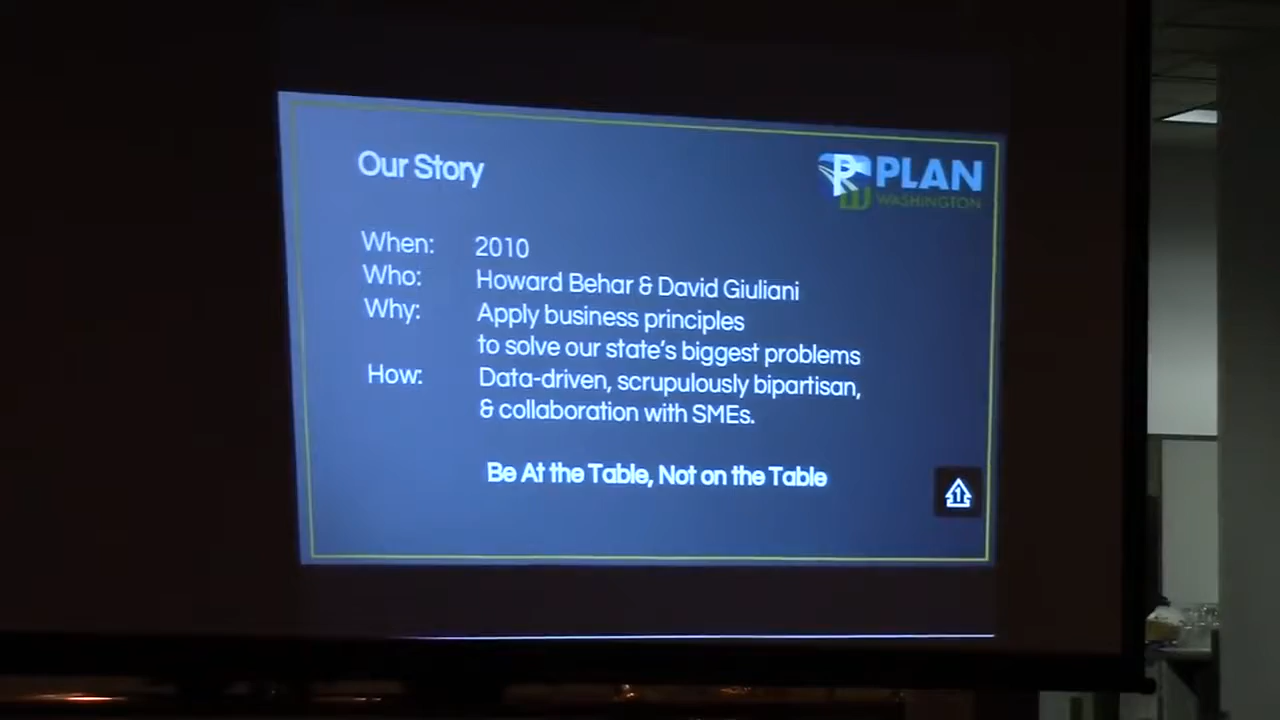 Our Story
PLAN
WASHINGTON
When: 2010
Who: Howard Behar & David Giuliani
Why: Apply business principles
to solve our state's biggest problems
How: Data-driven, scrupulously bipartisan,
& collaboration with SMEs.
Be At the Table, Not on the Table
1